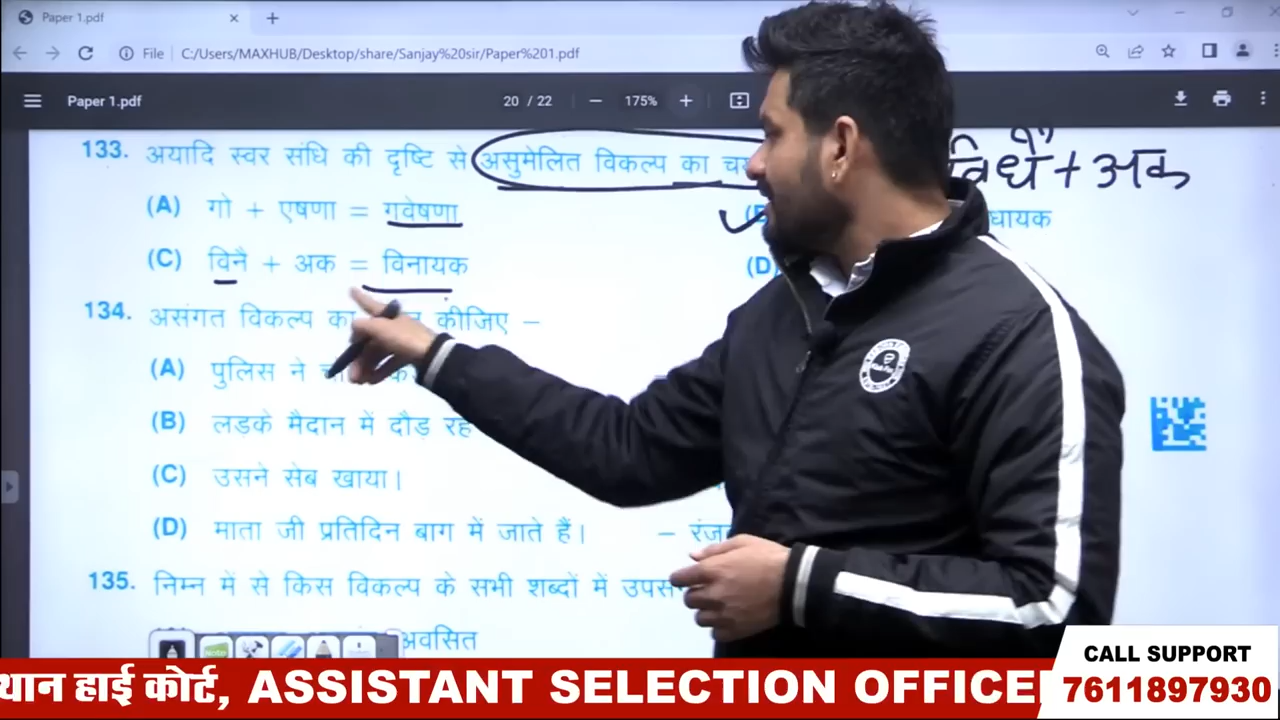 Paper 1.pdf
File C:/Users/MAXHUB/Desktop/share/Sanjay%20sir/Paper%201.pdf
Paper 1.pdf 20 / 22 175%
133. अयादि स्वर संधि की दृष्टि से असुमेलित विकल्प का
विधै + अक
(A) गो + एषणा = गवेषणा
धायक
(C) विनै + अक = विनायक
(D)
134. असंगत विकल्प कीजिए –
(A) पुलिस ने
(B) लडके मैदान में दौड़ रहे
(C) उसने सेब खाया।
(D) माता जी प्रतिदिन बाग में जाते हैं। –
135. निम्न में से किस विकल्प के सभी शब्दों में
अवसित
थान हाई कोर्ट, ASSISTANT SELECTION OFFICE
CALL SUPPORT
7611897930